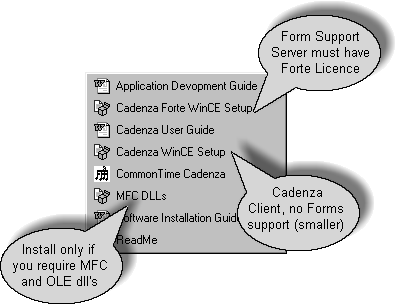 Form Support
Server must have
Forte Licence
Application Devopment Guide
Cadenza Forte WinCE Setup
Cadenza User Guide
Cadenza WinCE Setup
CommonTime Cadenza
MFC DLLs
Software Installation Guide
ReadMe
Cadenza
Client, no Forms
support (smaller)
Install only if
you require MFC
and OLE dll's